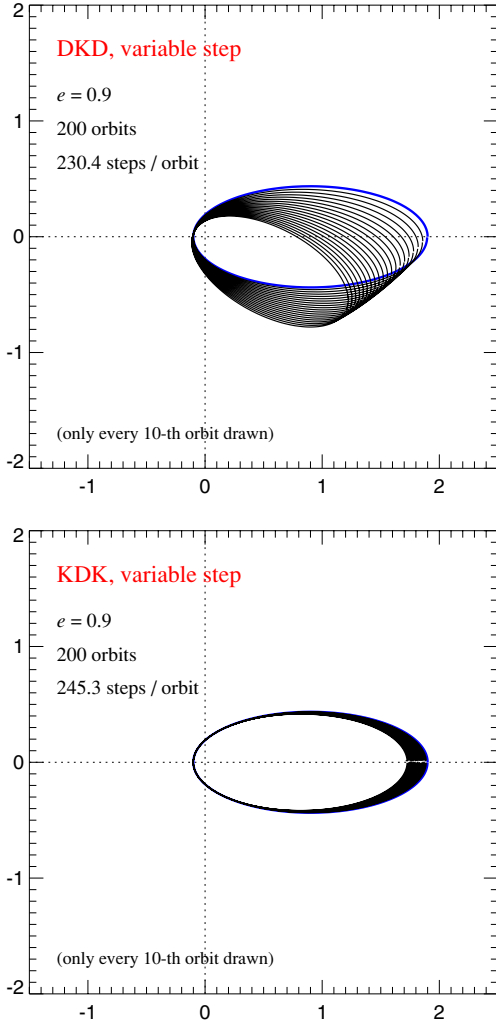 2
DKD, variable step
e = 0.9
1
200 orbits
230.4 steps / orbit
0
-1
(only every 10-th orbit drawn)
-2
-1 0 1 2
2
KDK, variable step
e = 0.9
1
200 orbits
245.3 steps / orbit
0
-1
(only every 10-th orbit drawn)
-2
-1 0 1 2